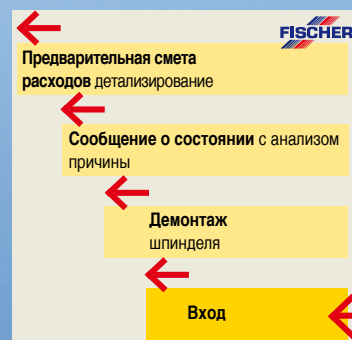 FISCHER
Предварительная смета
расходов детализирование
Сообщение о состоянии с анализом
причины
Демонтаж
шпинделя
Вход